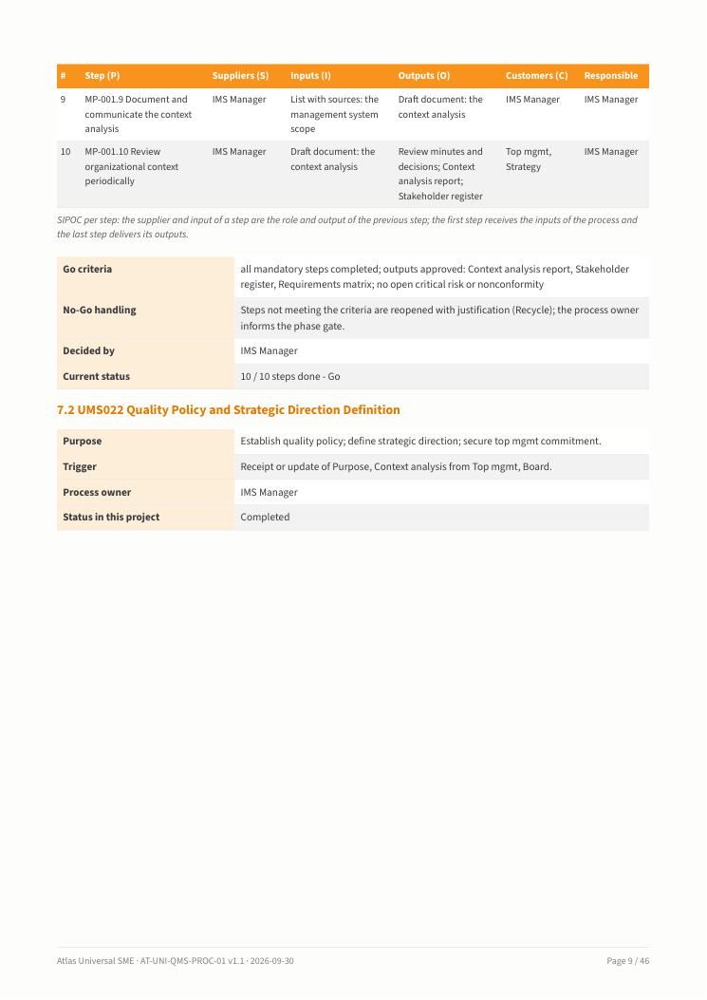 # Step (P) Suppliers (S) Inputs (I) Outputs (O) Customers (C) Responsible
9 MP-001.9 Document and IMS Manager List with sources: the Draft document: the IMS Manager IMS Manager
communicate the context management system context analysis
analysis scope
10 MP-001.10 Review IMS Manager Draft document: the Review minutes and Top mgmt, IMS Manager
organizational context context analysis decisions; Context Strategy
periodically analysis report;
Stakeholder register
SIPOC per step: the supplier and input of a step are the role and output of the previous step; the first step receives the inputs of the process and
the last step delivers its outputs.
Go criteria all mandatory steps completed; outputs approved: Context analysis report, Stakeholder
register, Requirements matrix; no open critical risk or nonconformity
No-Go handling Steps not meeting the criteria are reopened with justification (Recycle); the process owner
informs the phase gate.
Decided by IMS Manager
Current status 10 / 10 steps done - Go
7.2 UMS022 Quality Policy and Strategic Direction Definition
Purpose Establish quality policy; define strategic direction; secure top mgmt commitment.
Trigger Receipt or update of Purpose, Context analysis from Top mgmt, Board.
Process owner IMS Manager
Status in this project Completed
Atlas Universal SME · AT-UNI-QMS-PROC-01 v1.1 · 2026-09-30 Page 9 / 46